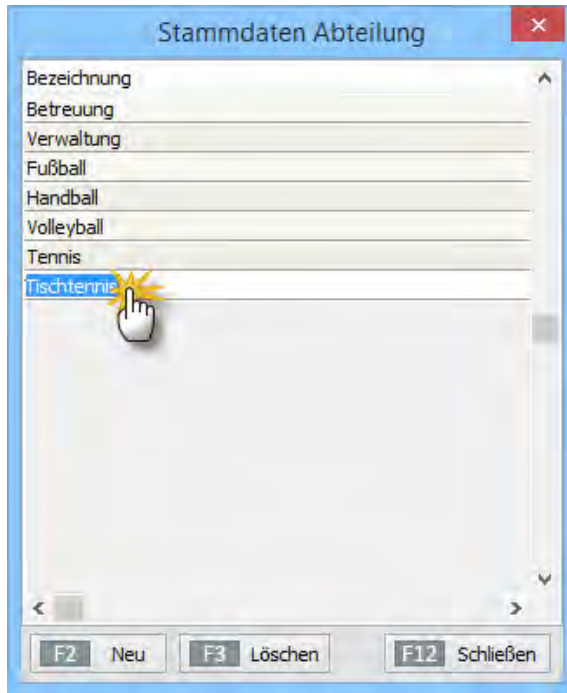 Stammdaten Abteilung
Bezeichnung
Betreuung
Verwaltung
Fußball
Handball
Volleyball
Tennis
Tischtennis
F2 Neu F3 Löschen F12 Schließen